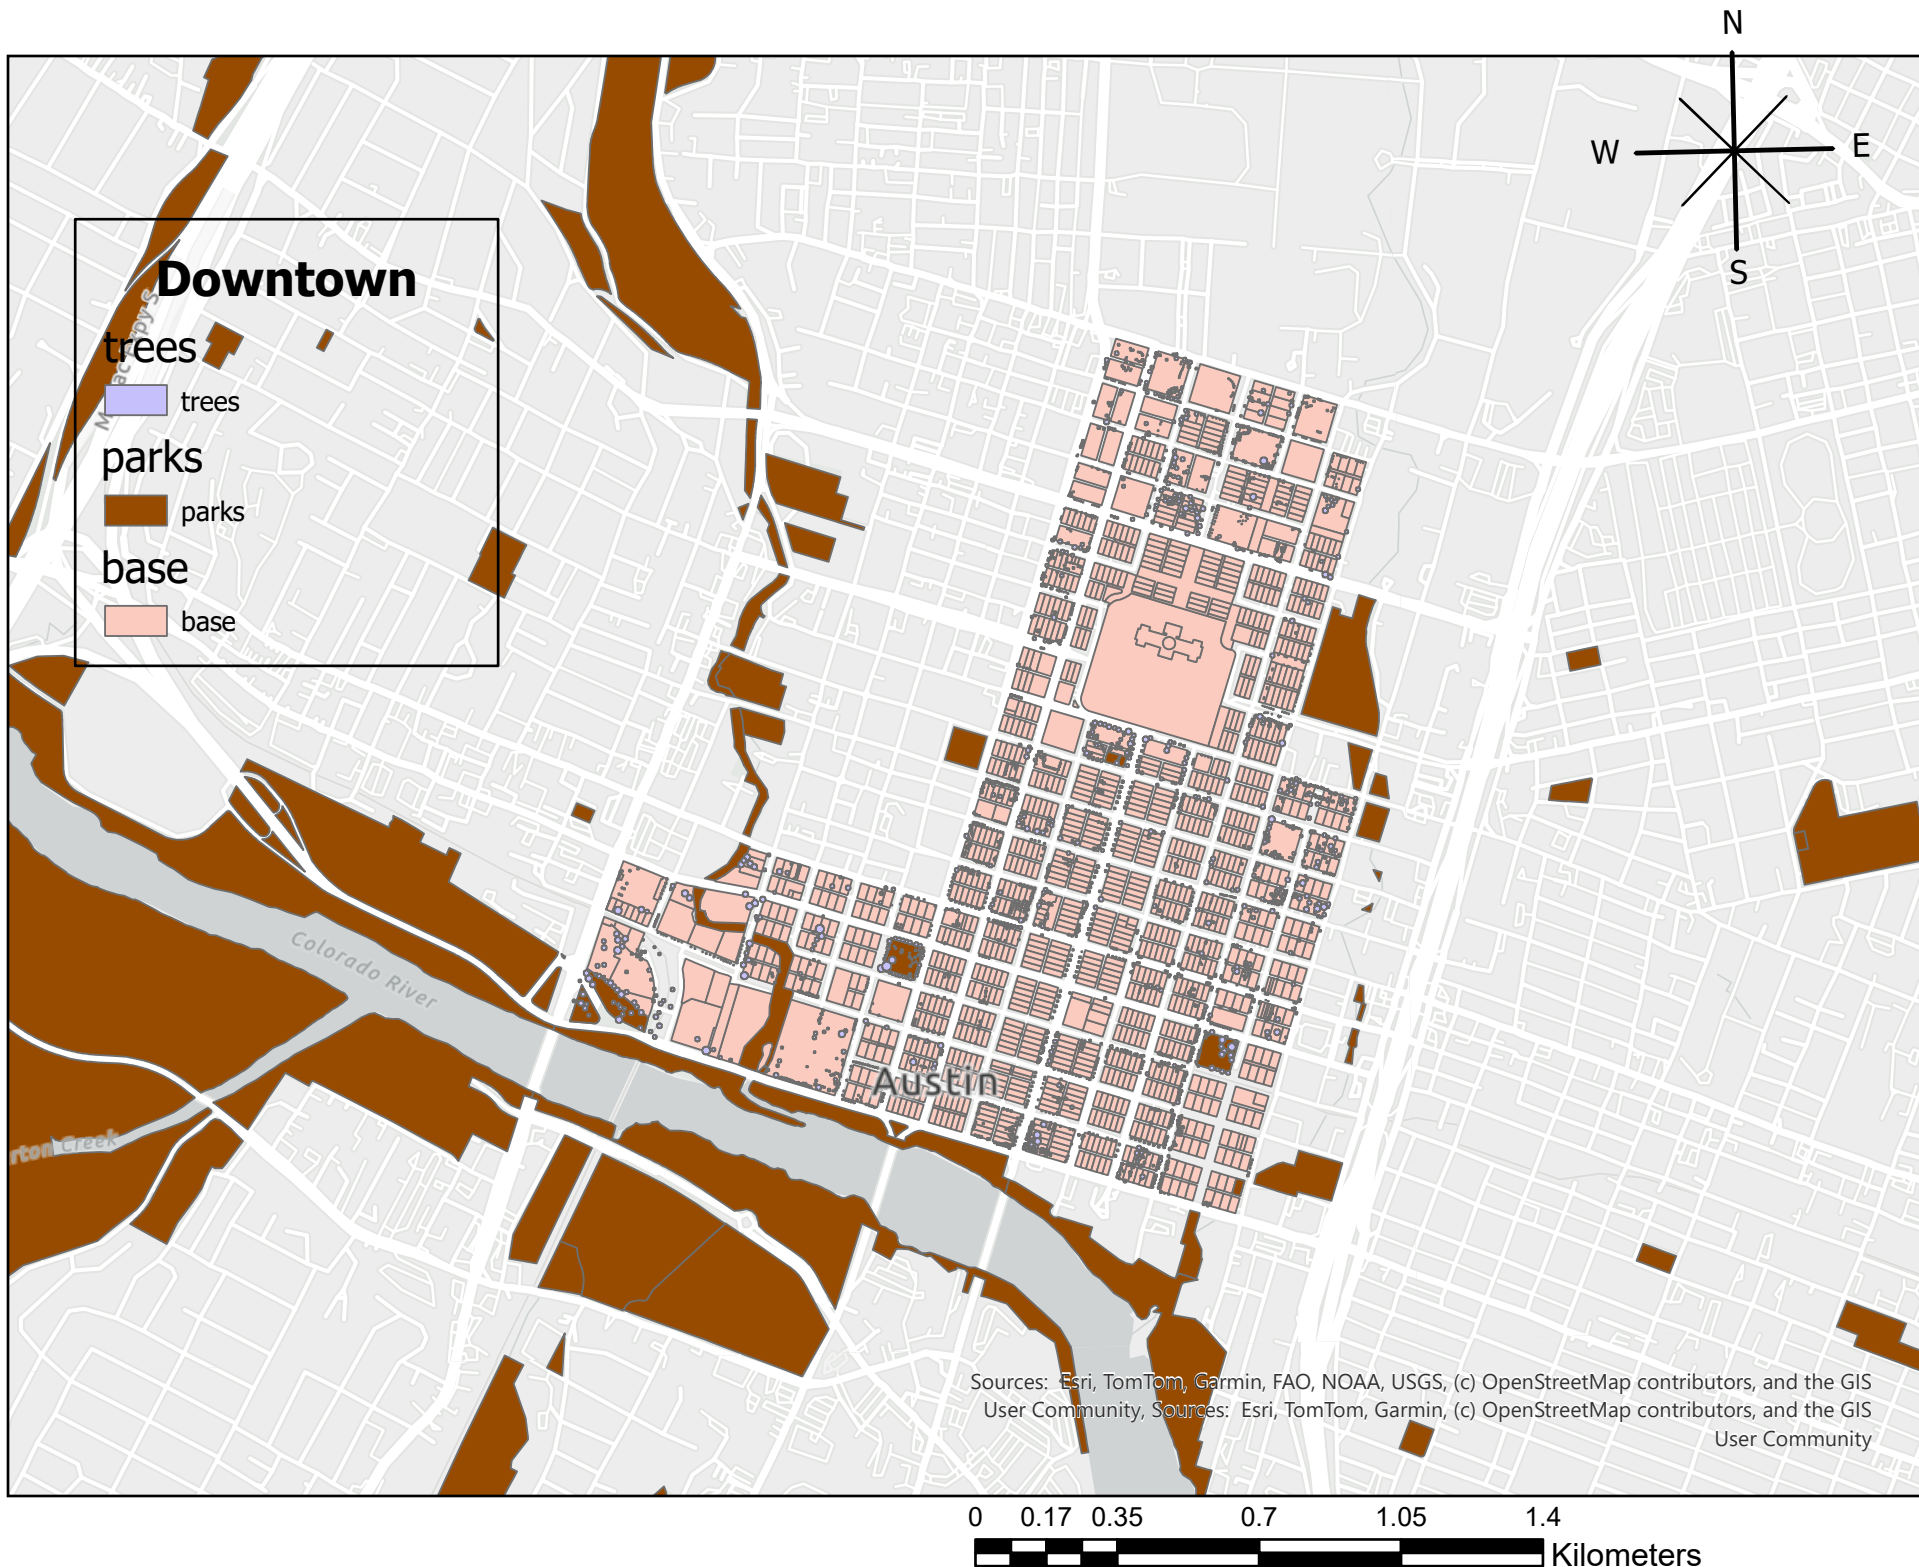 N
W
E
S
Downtown
trees
trees
parks
parks
base
base
Colorado River
Austin
rton Creek
Sources: Esri, TomTom, Garmin, FAO, NOAA, USGS, (c) OpenStreetMap contributors, and the GIS
User Community, Sources: Esri, TomTom, Garmin, (c) OpenStreetMap contributors, and the GIS
User Community
0 0.17 0.35 0.7 1.05 1.4
Kilometers